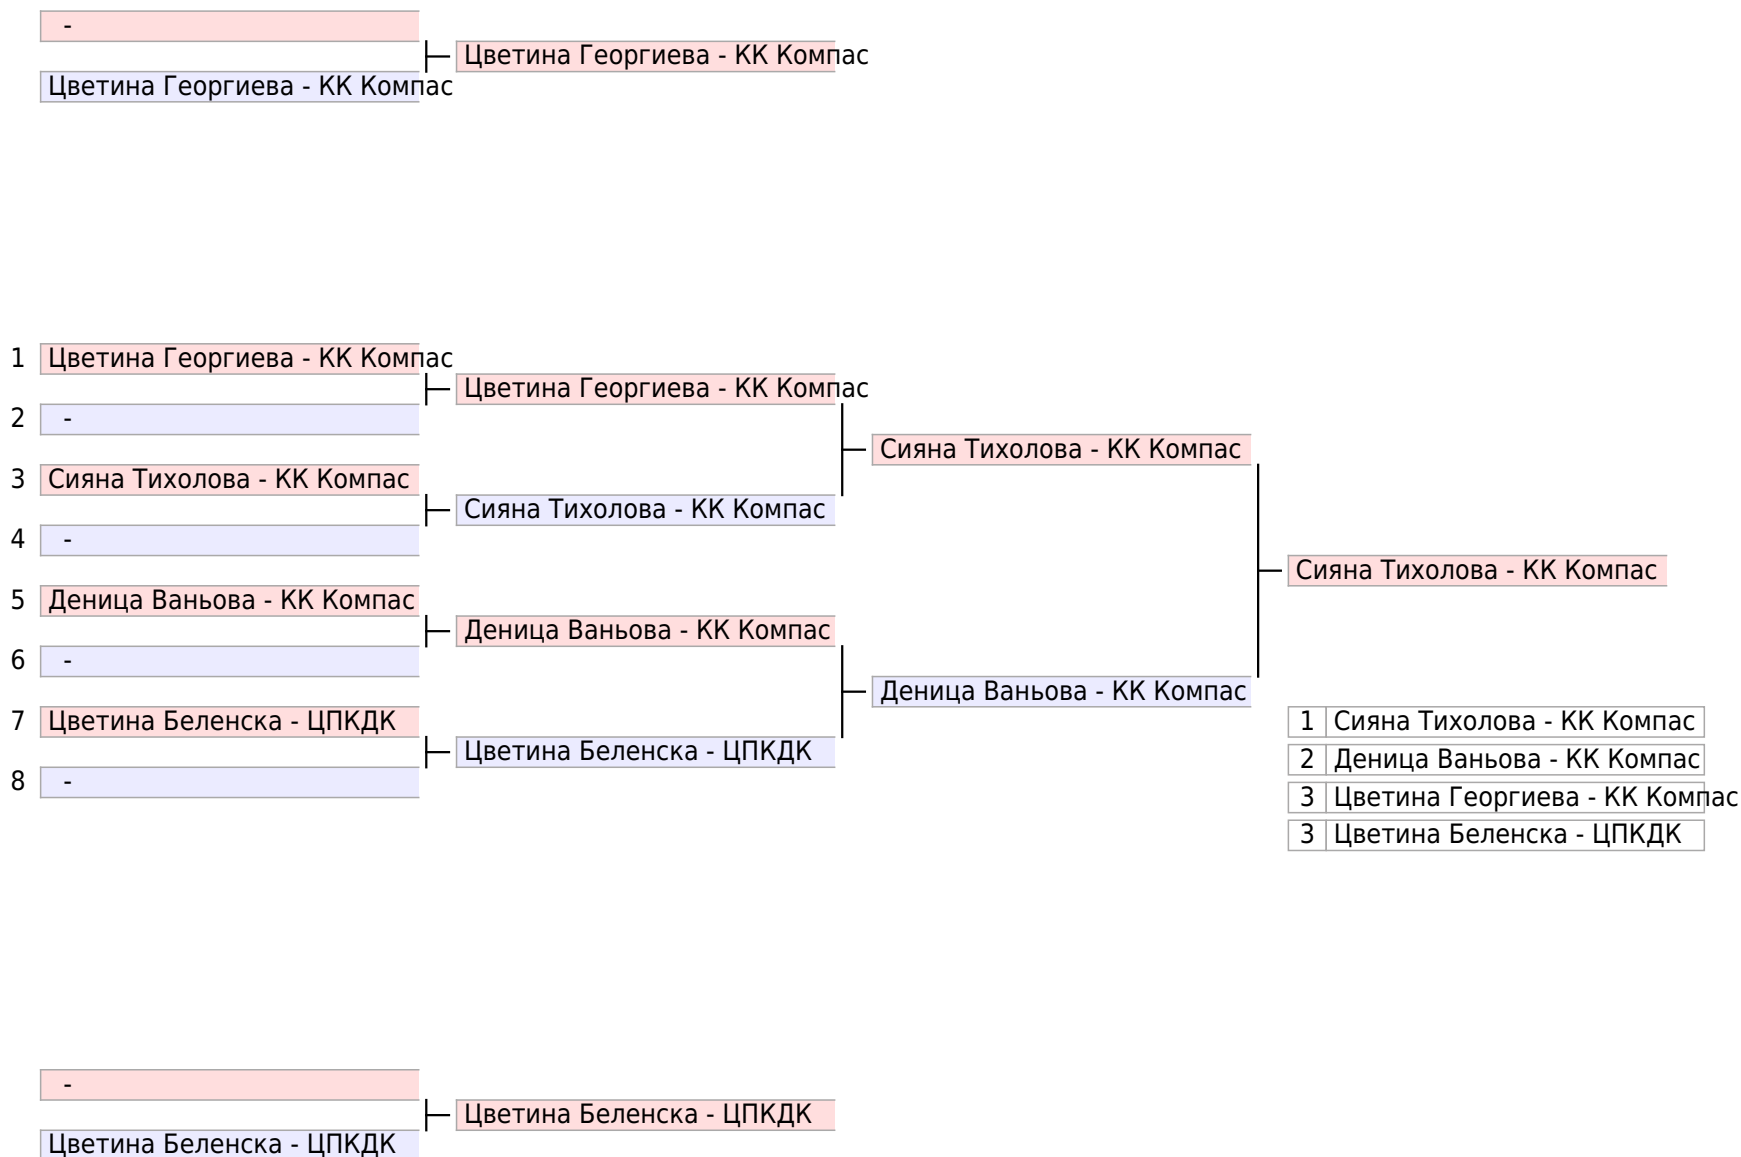 -
Цветина Георгиева - КК Компас
Цветина Георгиева - КК Компас
1 Цветина Георгиева - КК Компас
Цветина Георгиева - КК Компас
2 -
Сияна Тихолова - КК Компас
3 Сияна Тихолова - КК Компас
Сияна Тихолова - КК Компас
4 -
Сияна Тихолова - КК Компас
5 Деница Ваньова - КК Компас
Деница Ваньова - КК Компас
6 -
Деница Ваньова - КК Компас
7 Цветина Беленска - ЦПКДК
Цветина Беленска - ЦПКДК
8 -
1 Сияна Тихолова - КК Компас
2 Деница Ваньова - КК Компас
3 Цветина Георгиева - КК Компас
3 Цветина Беленска - ЦПКДК
-
Цветина Беленска - ЦПКДК
Цветина Беленска - ЦПКДК